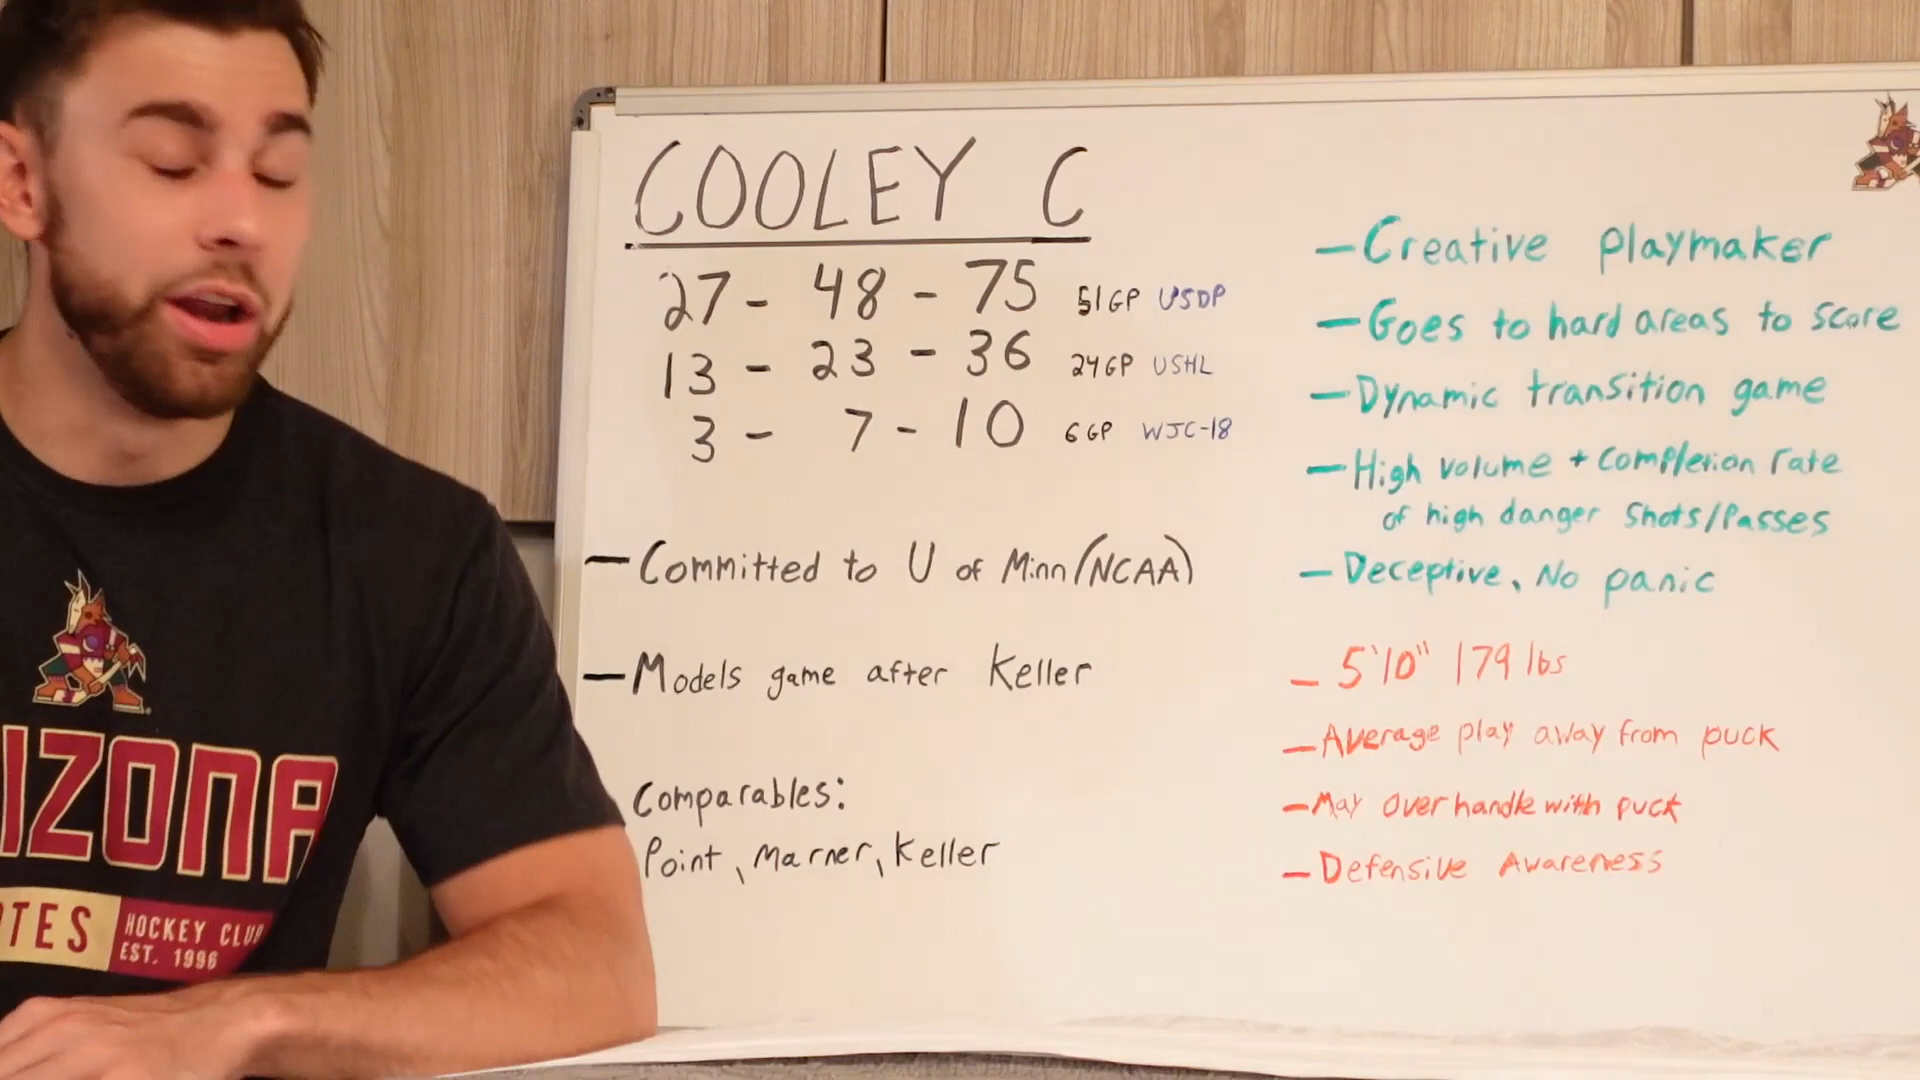 COOLEY C
27 - 48 - 75 51GP USDP
13 - 23 - 36 24GP USHL
3 - 7 - 10 6GP WJC-18
- Committed to U of Minn (NCAA)
- Models game after Keller
Comparables:
Point, Marner, Keller
- Creative playmaker
- Goes to hard areas to score
- Dynamic transition game
- High volume + completion rate
of high danger shots/Passes
- Deceptive, No panic
- 5'10" 179 lbs
- Average play away from puck
- May over handle with puck
- Defensive Awareness
IZONA
OTES
HOCKEY CLUB
EST. 1996